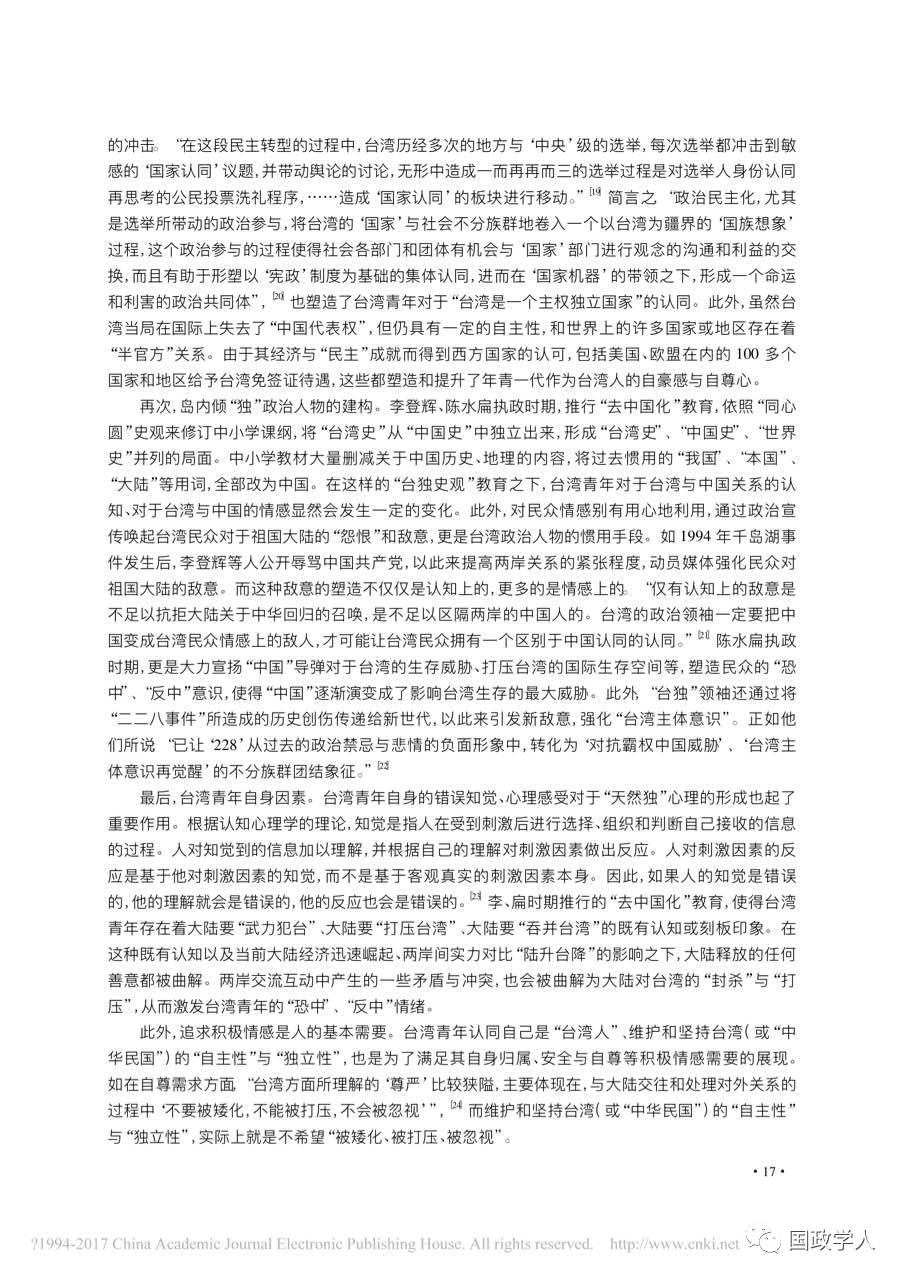 的冲击。“在这段民主转型的过程中,台湾历经多次的地方与‘中央’级的选举,每次选举都冲击到敏
感的‘国家认同’议题,并带动舆论的讨论,无形中造成一而再再而三的选举过程是对选举人身份认同
再思考的公民投票洗礼程序,……造成‘国家认同’的板块进行移动。”[19] 简言之,“政治民主化,尤其
是选举所带动的政治参与,将台湾的‘国家’与社会不分族群地卷入一个以台湾为疆界的‘国族想象’
过程,这个政治参与的过程使得社会各部门和团体有机会与‘国家’部门进行观念的沟通和利益的交
换,而且有助于形塑以‘宪政’制度为基础的集体认同,进而在‘国家机器’的带领之下,形成一个命运
和利害的政治共同体”, [20] 也塑造了台湾青年对于“台湾是一个主权独立国家”的认同。此外,虽然台
湾当局在国际上失去了“中国代表权”,但仍具有一定的自主性,和世界上的许多国家或地区存在着
“半官方”关系。由于其经济与“民主”成就而得到西方国家的认可,包括美国、欧盟在内的 100 多个
国家和地区给予台湾免签证待遇,这些都塑造和提升了年青一代作为台湾人的自豪感与自尊心。
再次,岛内倾“独”政治人物的建构。李登辉、陈水扁执政时期,推行“去中国化”教育,依照“同心
圆”史观来修订中小学课纲,将“台湾史”从“中国史”中独立出来,形成“台湾史”、“中国史”、“世界
史”并列的局面。中小学教材大量删减关于中国历史、地理的内容,将过去惯用的“我国”、“本国”、
“大陆”等用词,全部改为中国。在这样的“台独史观”教育之下,台湾青年对于台湾与中国关系的认
知、对于台湾与中国的情感显然会发生一定的变化。此外,对民众情感别有用心地利用,通过政治宣
传唤起台湾民众对于祖国大陆的“怨恨”和敌意,更是台湾政治人物的惯用手段。如 1994 年千岛湖事
件发生后,李登辉等人公开辱骂中国共产党,以此来提高两岸关系的紧张程度,动员媒体强化民众对
祖国大陆的敌意。而这种敌意的塑造不仅仅是认知上的,更多的是情感上的。“仅有认知上的敌意是
不足以抗拒大陆关于中华回归的召唤,是不足以区隔两岸的中国人的。台湾的政治领袖一定要把中
国变成台湾民众情感上的敌人,才可能让台湾民众拥有一个区别于中国认同的认同。”[21] 陈水扁执政
时期,更是大力宣扬“中国”导弹对于台湾的生存威胁、打压台湾的国际生存空间等,塑造民众的“恐
中”、“反中”意识,使得“中国”逐渐演变成了影响台湾生存的最大威胁。此外,“台独”领袖还通过将
“二二八事件”所造成的历史创伤传递给新世代,以此来引发新敌意,强化“台湾主体意识”。正如他
们所说,“已让‘228’从过去的政治禁忌与悲情的负面形象中,转化为‘对抗霸权中国威胁’、‘台湾主
体意识再觉醒’的不分族群团结象征。”[22]
最后,台湾青年自身因素。台湾青年自身的错误知觉、心理感受对于“天然独”心理的形成也起了
重要作用。根据认知心理学的理论,知觉是指人在受到刺激后进行选择、组织和判断自己接收的信息
的过程。人对知觉到的信息加以理解,并根据自己的理解对刺激因素做出反应。人对刺激因素的反
应是基于他对刺激因素的知觉,而不是基于客观真实的刺激因素本身。因此,如果人的知觉是错误
的,他的理解就会是错误的,他的反应也会是错误的。[23] 李、扁时期推行的“去中国化”教育,使得台湾
青年存在着大陆要“武力犯台”、大陆要“打压台湾”、大陆要“吞并台湾”的既有认知或刻板印象。在
这种既有认知以及当前大陆经济迅速崛起、两岸间实力对比“陆升台降”的影响之下,大陆释放的任何
善意都被曲解。两岸交流互动中产生的一些矛盾与冲突,也会被曲解为大陆对台湾的“封杀”与“打
压”,从而激发台湾青年的“恐中”、“反中”情绪。
此外,追求积极情感是人的基本需要。台湾青年认同自己是“台湾人”、维护和坚持台湾(或“中
华民国”)的“自主性”与“独立性”,也是为了满足其自身归属、安全与自尊等积极情感需要的展现。
如在自尊需求方面,“台湾方面所理解的‘尊严’比较狭隘,主要体现在,与大陆交往和处理对外关系的
过程中‘不要被矮化,不能被打压,不会被忽视’”, [24] 而维护和坚持台湾(或“中华民国”)的“自主性”
与“独立性”,实际上就是不希望“被矮化、被打压、被忽视”。
·17·
?1994-2017 China Academic Journal Electronic Publishing House. All rights reserved. http://www.cnki.net
国政学人